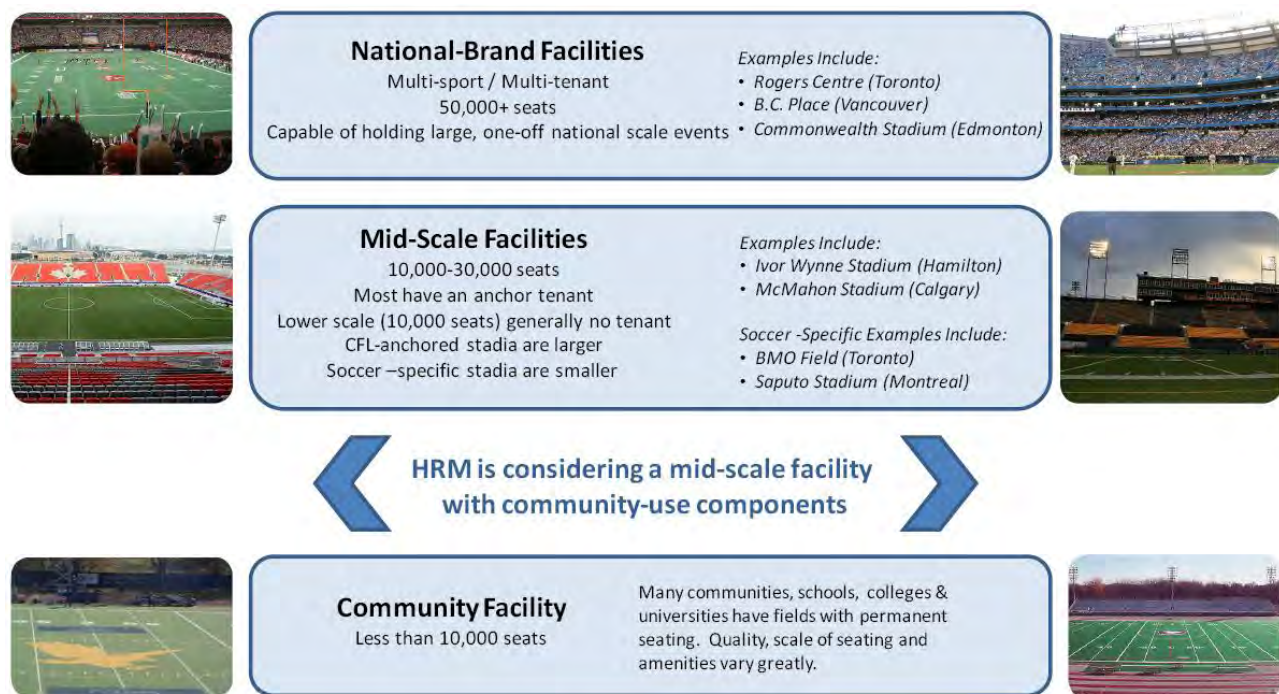 National-Brand Facilities
Multi-sport / Multi-tenant
50,000+ seats
Capable of holding large, one-off national scale events
Examples Include:
• Rogers Centre (Toronto)
• B.C. Place (Vancouver)
• Commonwealth Stadium (Edmonton)
Mid-Scale Facilities
10,000-30,000 seats
Most have an anchor tenant
Lower scale (10,000 seats) generally no tenant
CFL-anchored stadia are larger
Soccer –specific stadia are smaller
Examples Include:
• Ivor Wynne Stadium (Hamilton)
• McMahon Stadium (Calgary)
Soccer -Specific Examples Include:
• BMO Field (Toronto)
• Saputo Stadium (Montreal)
HRM is considering a mid-scale facility
with community-use components
Community Facility
Less than 10,000 seats
Many communities, schools, colleges &
universities have fields with permanent
seating. Quality, scale of seating and
amenities vary greatly.